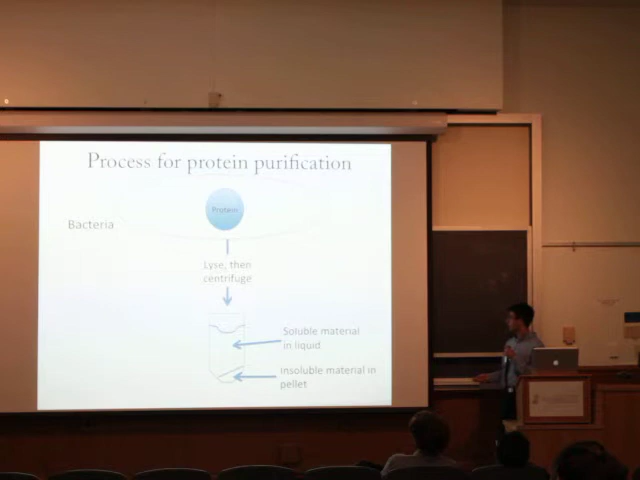 Process for protein purification
Protein
Bacteria
Lyse, then
centrifuge
Soluble material
in liquid
Insoluble material in
pellet